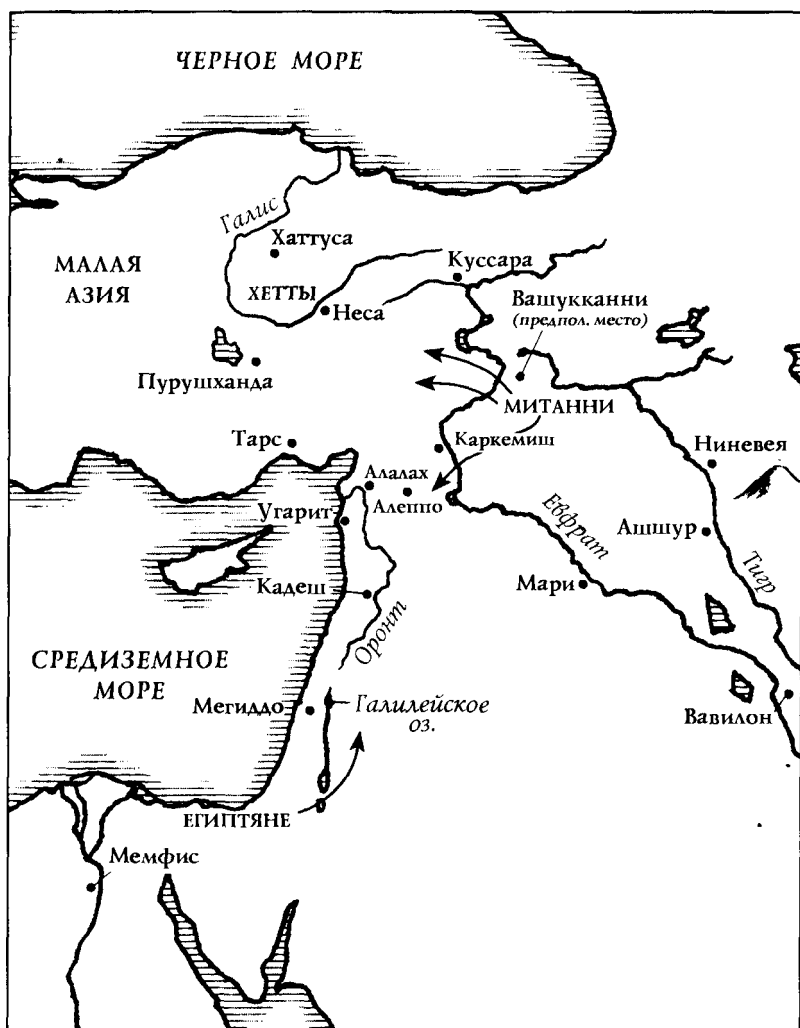 ЧЕРНОЕ МОРЕ
Галис
Хаттуса
МАЛАЯ
АЗИЯ
Куссара
ХЕТТЫ
Неса
Вашукканни
(предпол. место)
Пурушханда
МИТАННИ
Тарс
Каркемиш
Ниневея
Алалах
Алеппо
Угарит
Евфрат
Ашшур
Тигр
Кадеш
Мари
Оронт
СРЕДИЗЕМНОЕ
МОРЕ
Мегиддо
Галилейское
оз.
Вавилон
ЕГИПТЯНЕ
Мемфис